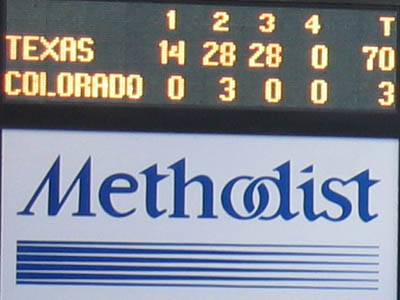 1 2 3 4 T
TEXAS 14 28 28 0 70
COLORADO 0 3 0 0 3
Methodist